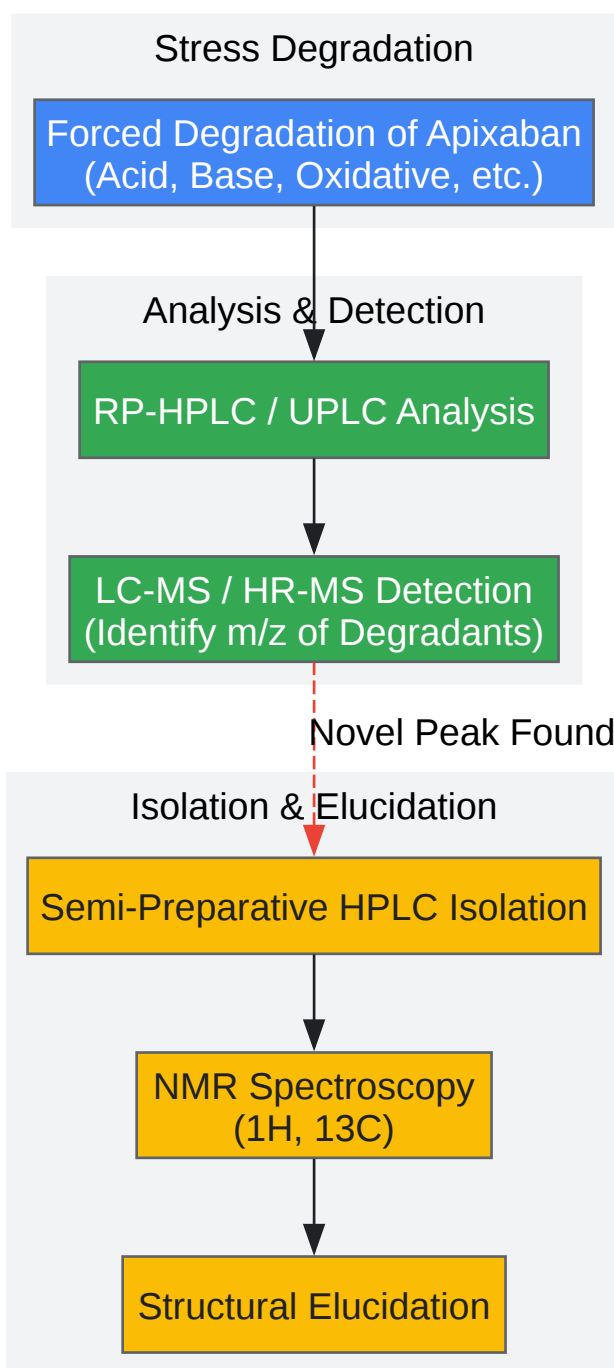 Stress Degradation
Forced Degradation of Apixaban
(Acid, Base, Oxidative, etc.)
Analysis & Detection
RP-HPLC / UPLC Analysis
LC-MS / HR-MS Detection
(Identify m/z of Degradants)
Novel Peak Found
Isolation & Elucidation
Semi-Preparative HPLC Isolation
NMR Spectroscopy
(1H, 13C)
Structural Elucidation